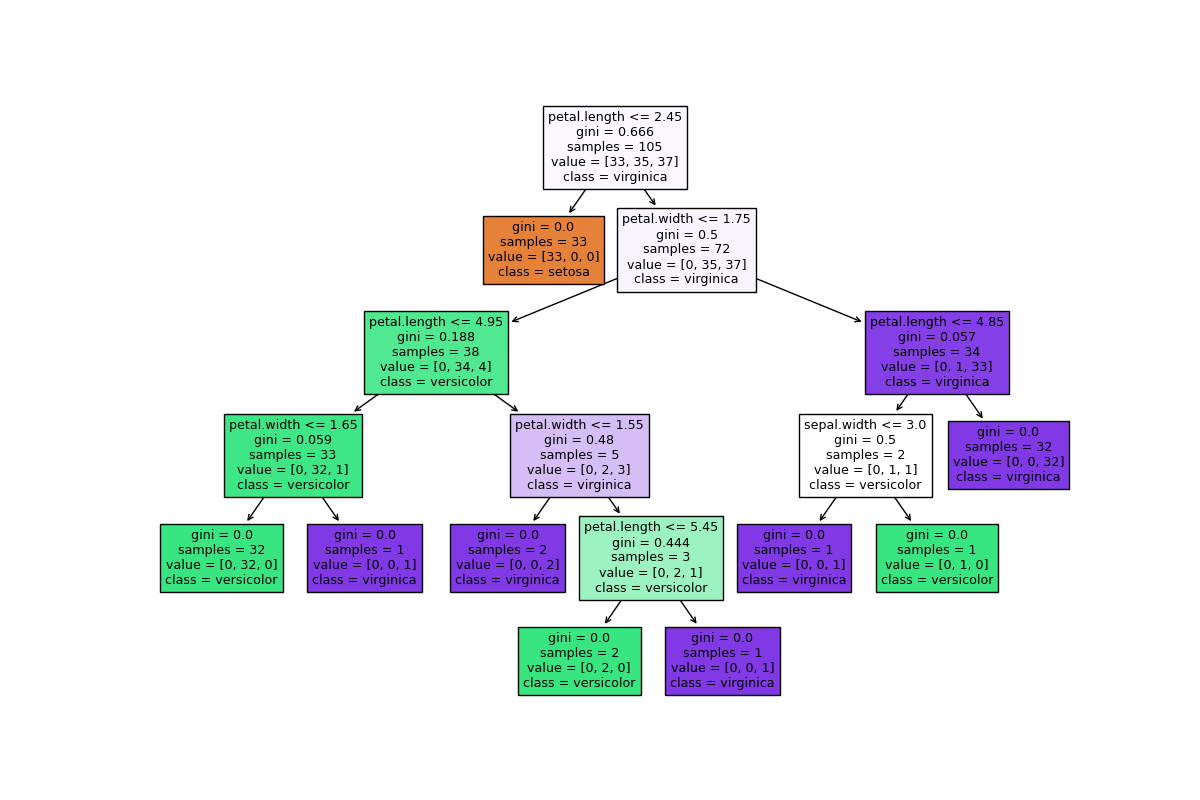 petal.length <= 2.45
gini = 0.666
samples = 105
value = [33, 35, 37]
class = virginica
gini = 0.0
samples = 33
value = [33, 0, 0]
class = setosa
petal.width <= 1.75
gini = 0.5
samples = 72
value = [0, 35, 37]
class = virginica
petal.length <= 4.95
gini = 0.188
samples = 38
value = [0, 34, 4]
class = versicolor
petal.length <= 4.85
gini = 0.057
samples = 34
value = [0, 1, 33]
class = virginica
petal.width <= 1.65
gini = 0.059
samples = 33
value = [0, 32, 1]
class = versicolor
petal.width <= 1.55
gini = 0.48
samples = 5
value = [0, 2, 3]
class = virginica
sepal.width <= 3.0
gini = 0.5
samples = 2
value = [0, 1, 1]
class = versicolor
gini = 0.0
samples = 32
value = [0, 0, 32]
class = virginica
gini = 0.0
samples = 32
value = [0, 32, 0]
class = versicolor
gini = 0.0
samples = 1
value = [0, 0, 1]
class = virginica
gini = 0.0
samples = 2
value = [0, 0, 2]
class = virginica
petal.length <= 5.45
gini = 0.444
samples = 3
value = [0, 2, 1]
class = versicolor
gini = 0.0
samples = 1
value = [0, 0, 1]
class = virginica
gini = 0.0
samples = 1
value = [0, 1, 0]
class = versicolor
gini = 0.0
samples = 2
value = [0, 2, 0]
class = versicolor
gini = 0.0
samples = 1
value = [0, 0, 1]
class = virginica